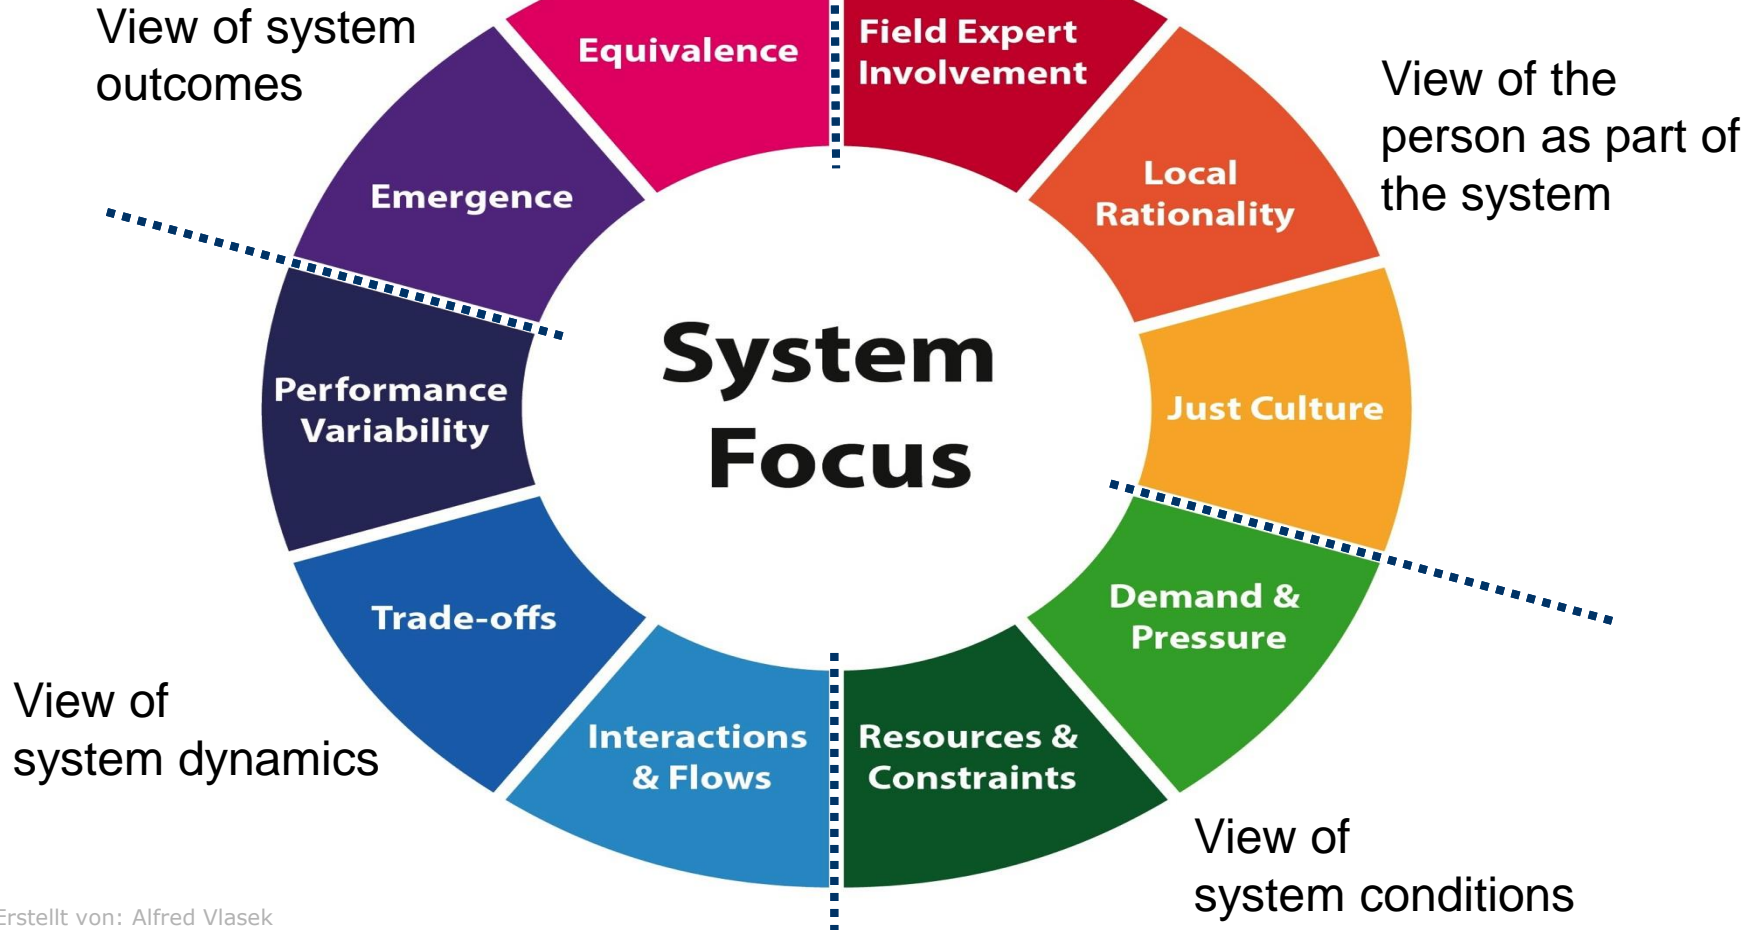 View of system
outcomes
Equivalence
Field Expert
Involvement
View of the
person as part of
the system
Emergence
Local
Rationality
System
Focus
Performance
Variability
Just Culture
Trade-offs
Demand &
Pressure
View of
system dynamics
Interactions
& Flows
Resources &
Constraints
View of
system conditions
Erstellt von: Alfred Vlasek